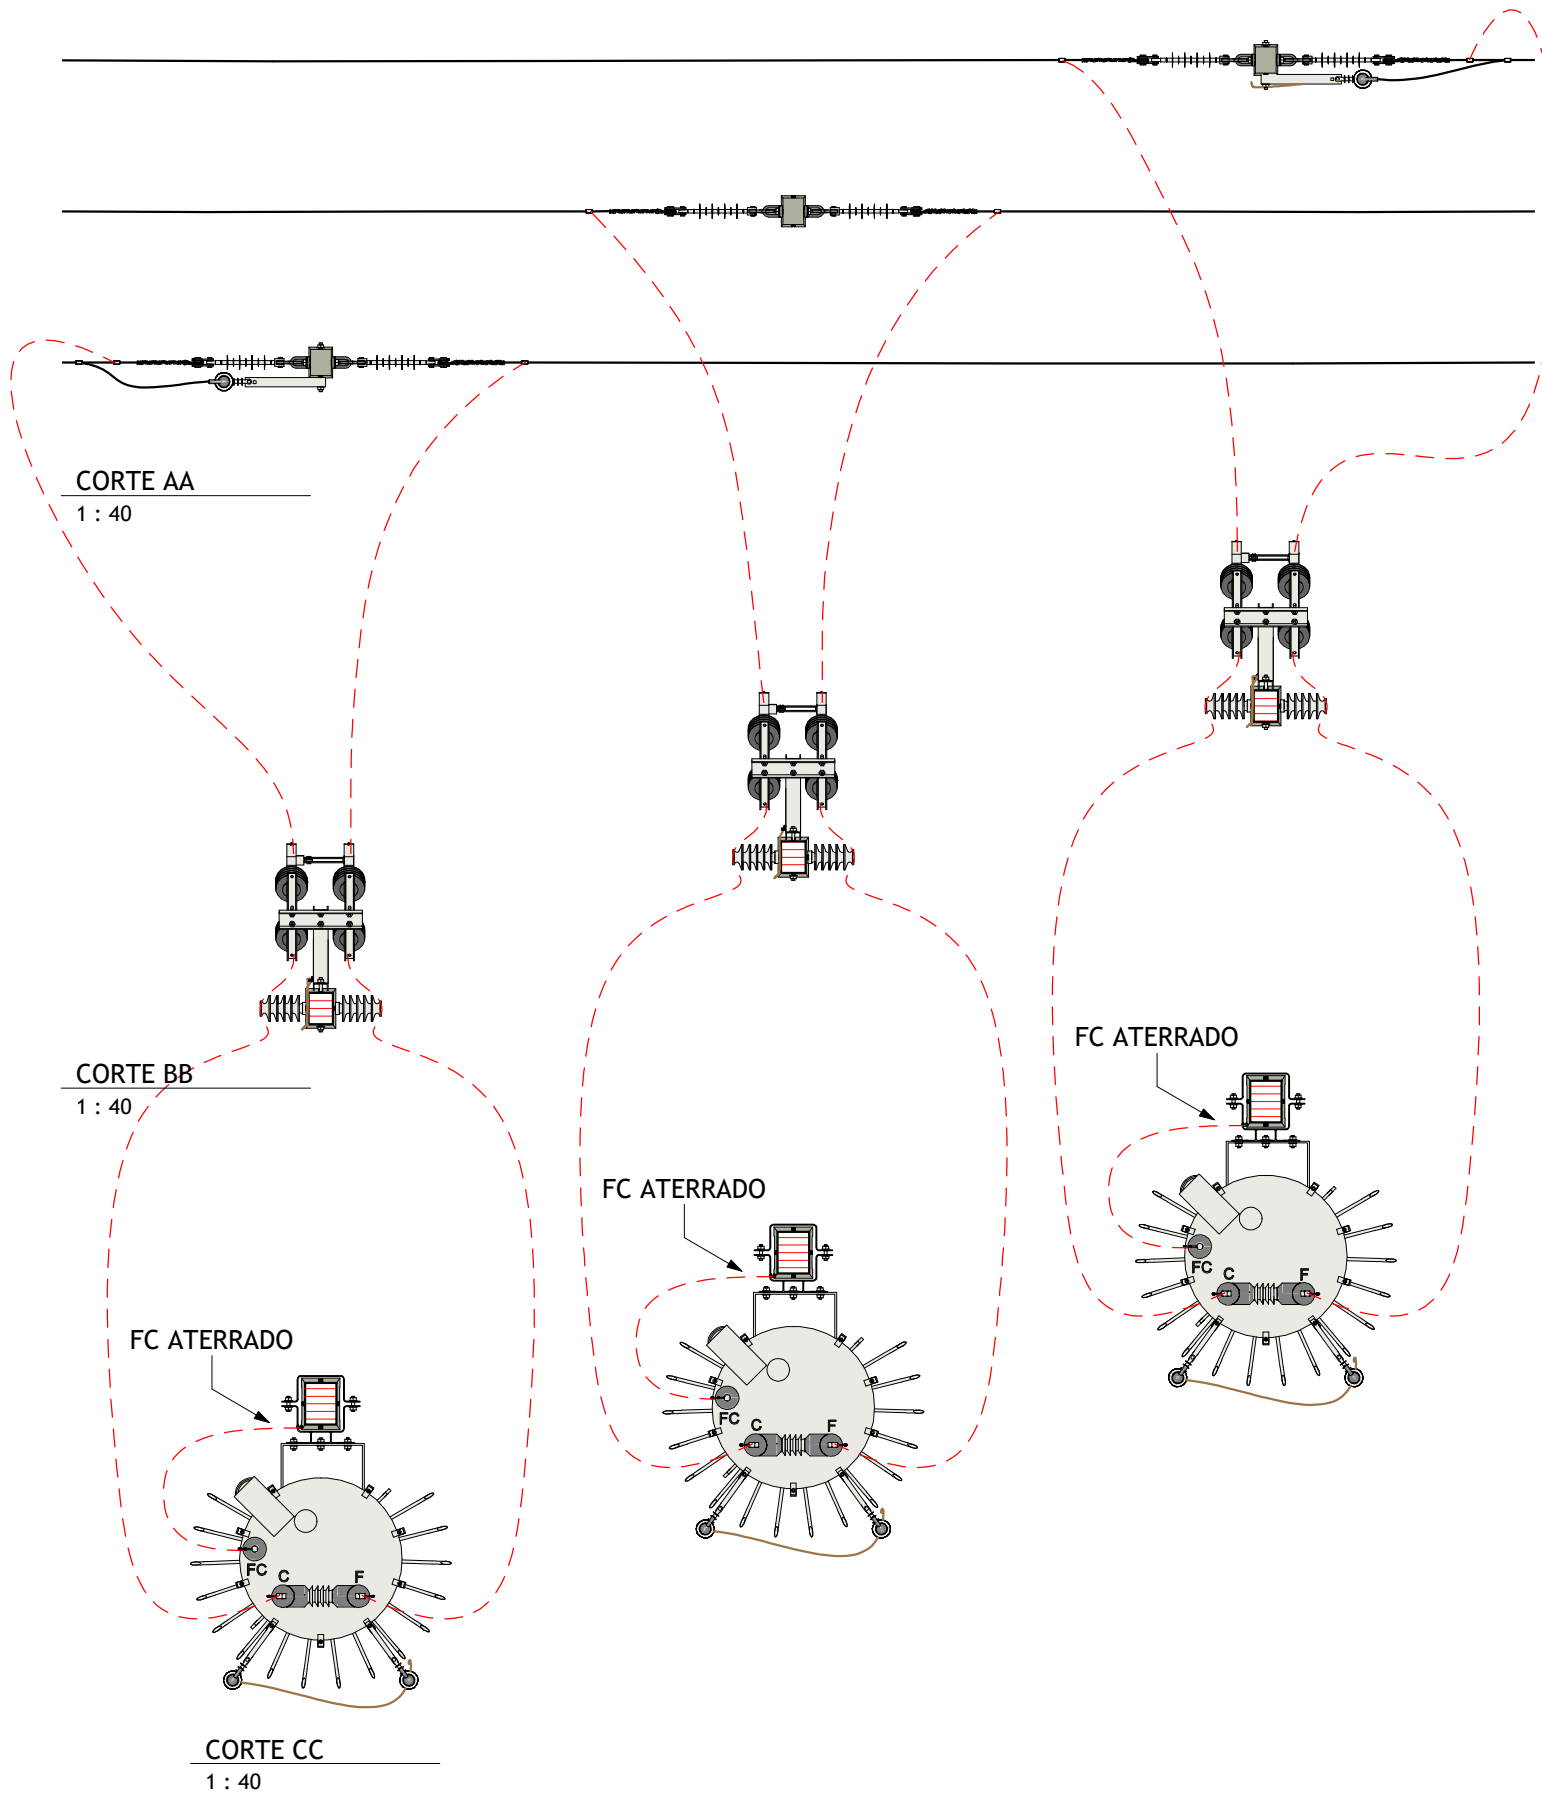 CORTE AA
1 : 40
FC ATERRADO
CORTE BB
1 : 40
FC ATERRADO
FC
C
F
FC ATERRADO
FC
C
F
FC
C
F
CORTE CC
1 : 40